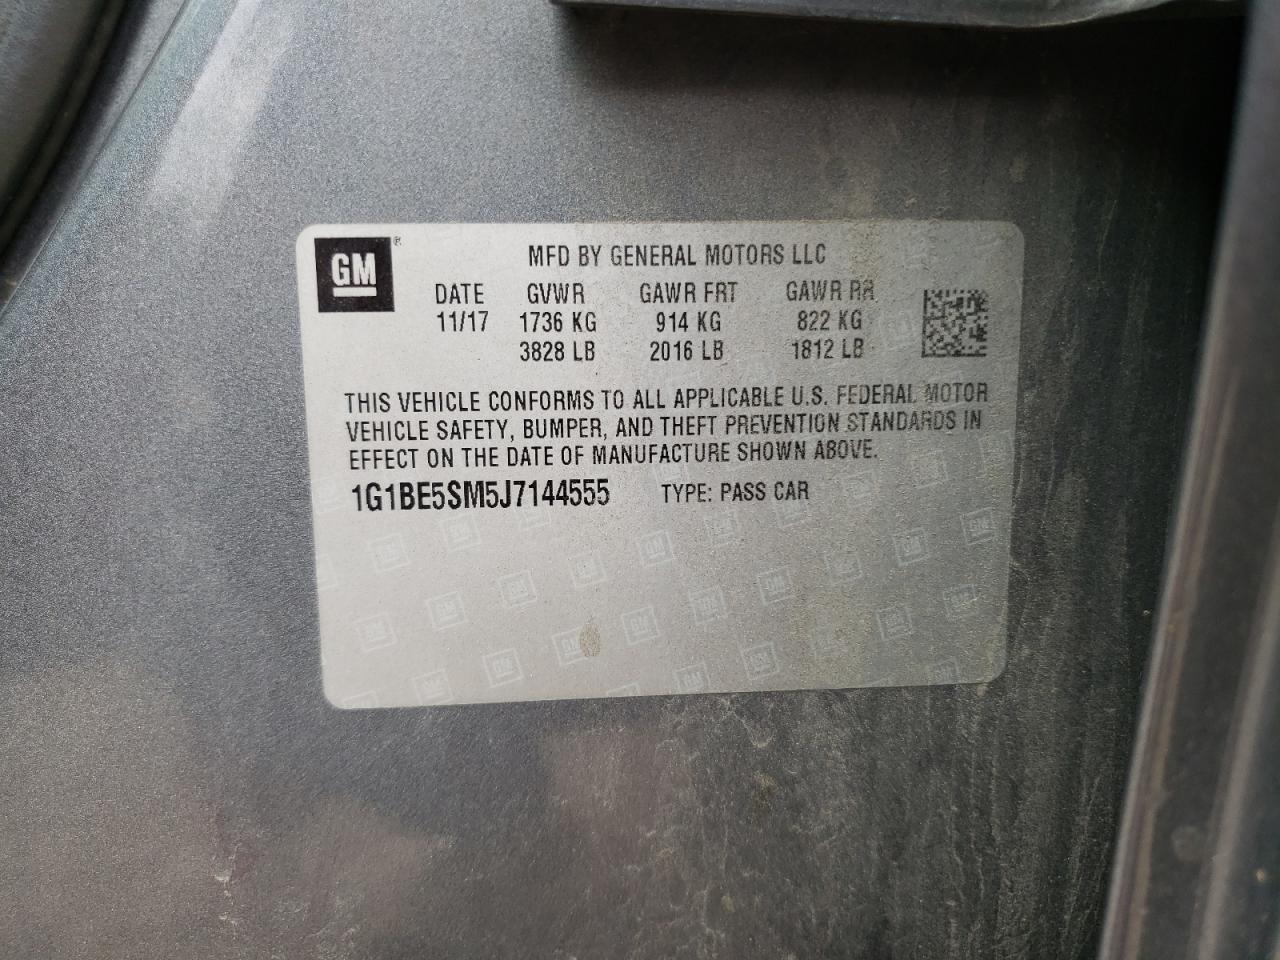 GM®
MFD BY GENERAL MOTORS LLC
DATE GVWR GAWR FRT GAWR RR
11/17 1736 KG 914 KG 822 KG
3828 LB 2016 LB 1812 LB
THIS VEHICLE CONFORMS TO ALL APPLICABLE U.S. FEDERAL MOTOR
VEHICLE SAFETY, BUMPER, AND THEFT PREVENTION STANDARDS IN
EFFECT ON THE DATE OF MANUFACTURE SHOWN ABOVE.
1G1BE5SM5J7144555 TYPE: PASS CAR